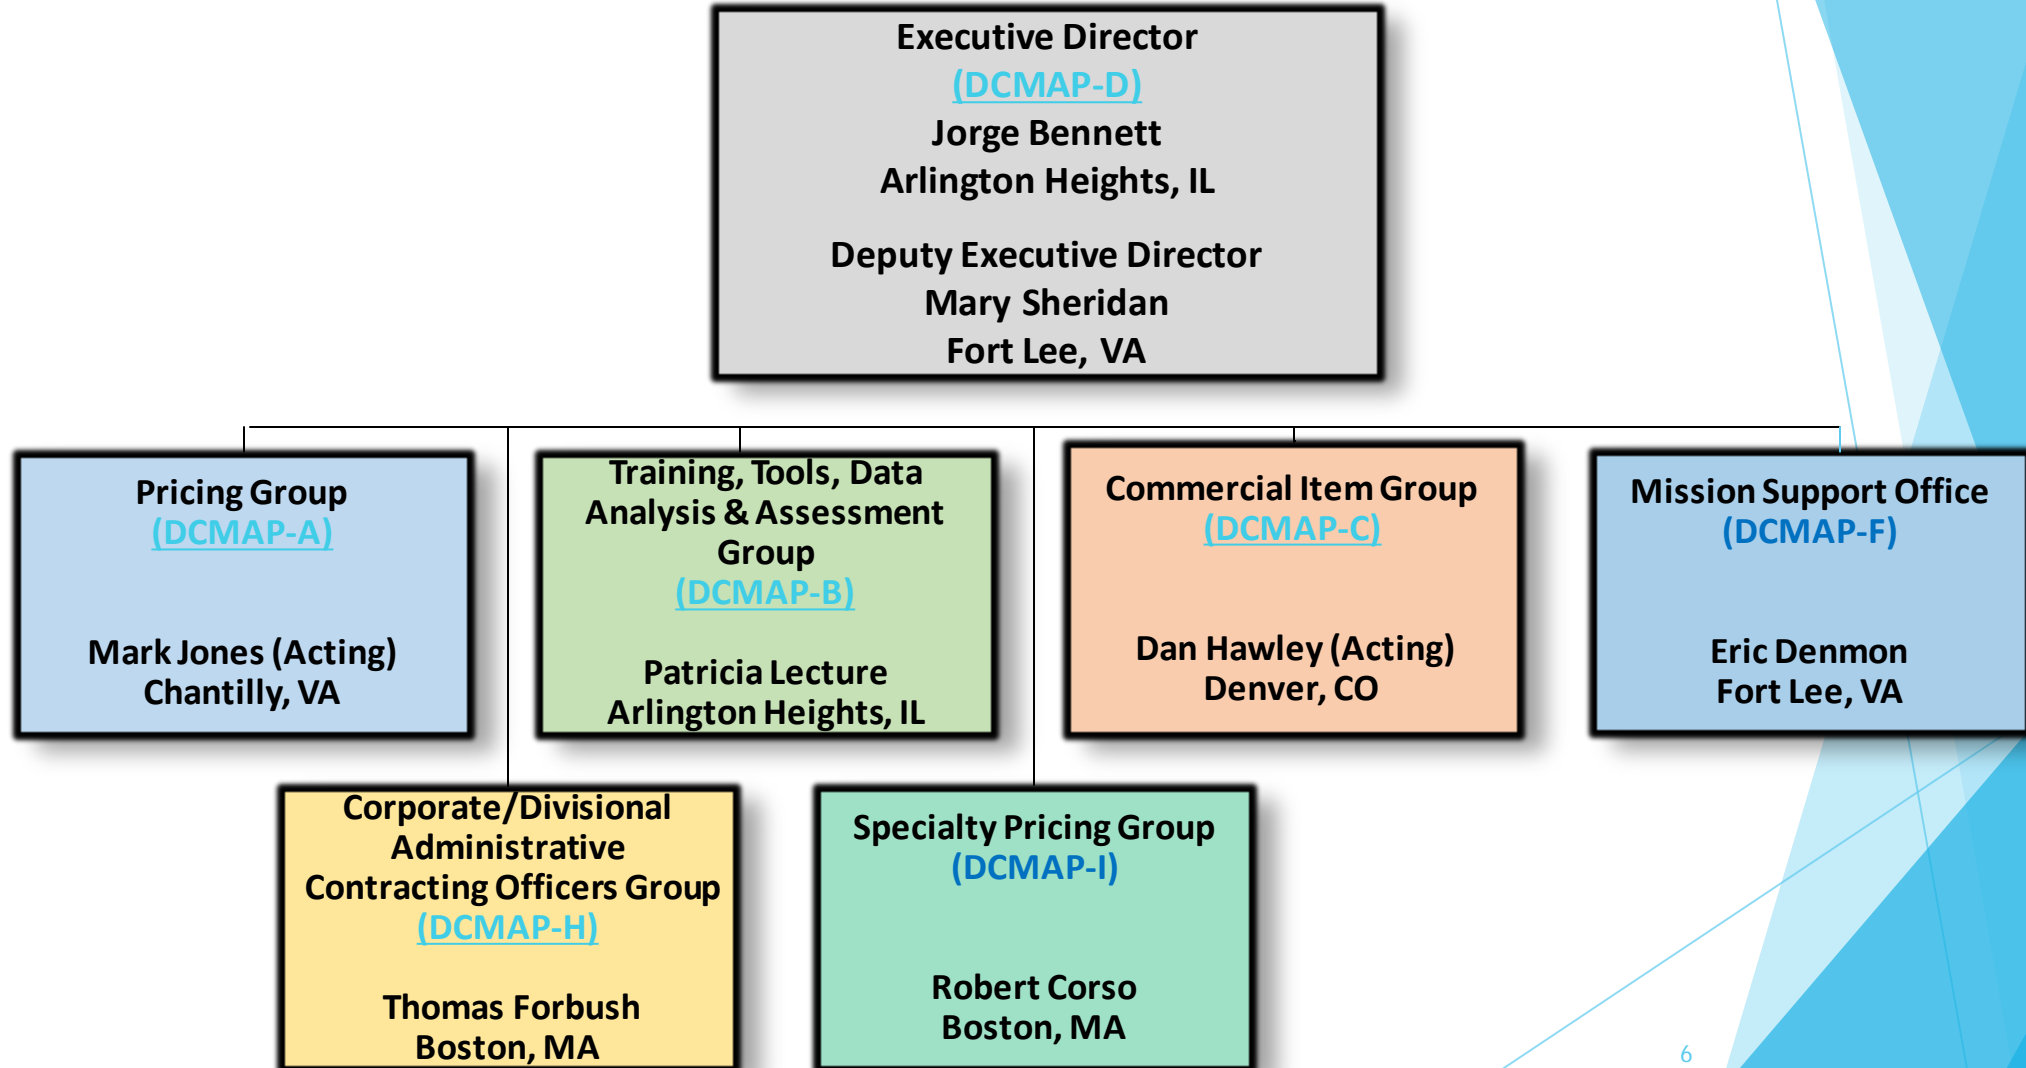 Executive Director
(DCMAP-D)
Jorge Bennett
Arlington Heights, IL
Deputy Executive Director
Mary Sheridan
Fort Lee, VA
Pricing Group
(DCMAP-A)
Mark Jones (Acting)
Chantilly, VA
Training, Tools, Data
Analysis & Assessment
Group
(DCMAP-B)
Patricia Lecture
Arlington Heights, IL
Commercial Item Group
(DCMAP-C)
Dan Hawley (Acting)
Denver, CO
Mission Support Office
(DCMAP-F)
Eric Denmon
Fort Lee, VA
Corporate/Divisional
Administrative
Contracting Officers Group
(DCMAP-H)
Thomas Forbush
Boston, MA
Specialty Pricing Group
(DCMAP-I)
Robert Corso
Boston, MA
6